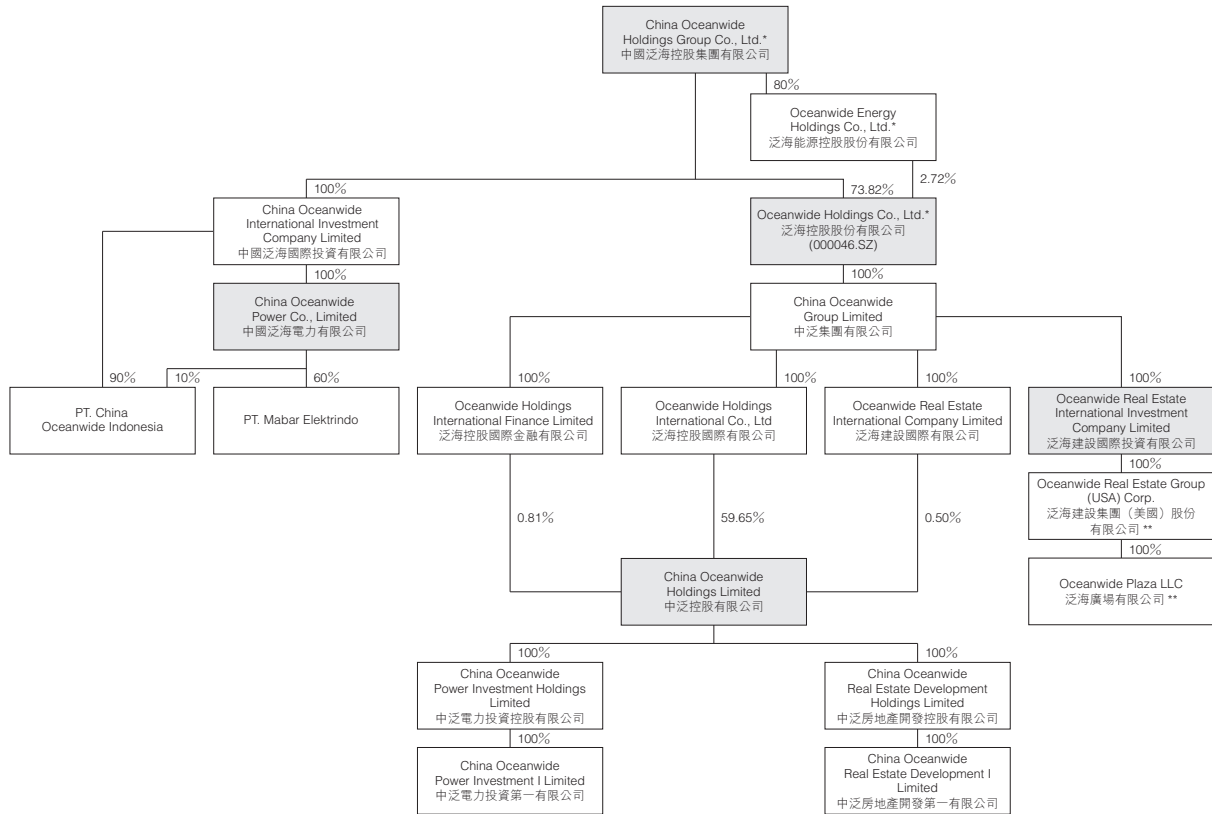 China Oceanwide
Holdings Group Co., Ltd.*
中國泛海控股集團有限公司
80%
Oceanwide Energy
Holdings Co., Ltd.*
泛海能源控股股份有限公司
100%
73.82%
2.72%
China Oceanwide
International Investment
Company Limited
中國泛海國際投資有限公司
Oceanwide Holdings Co., Ltd.*
泛海控股股份有限公司
(000046.SZ)
100%
100%
China Oceanwide
Power Co., Limited
中國泛海電力有限公司
China Oceanwide
Group Limited
中泛集團有限公司
90%
10%
60%
100%
100%
100%
100%
PT. China
Oceanwide Indonesia
PT. Mabar Elektrindo
Oceanwide Holdings
International Finance Limited
泛海控股國際金融有限公司
Oceanwide Holdings
International Co., Ltd
泛海控股國際有限公司
Oceanwide Real Estate
International Company Limited
泛海建設國際有限公司
Oceanwide Real Estate
International Investment
Company Limited
泛海建設國際投資有限公司
100%
Oceanwide Real Estate Group
(USA) Corp.
泛海建設集團（美國）股份
有限公司 **
0.81%
59.65%
0.50%
100%
China Oceanwide
Holdings Limited
中泛控股有限公司
Oceanwide Plaza LLC
泛海廣場有限公司 **
100%
100%
China Oceanwide
Power Investment Holdings
Limited
中泛電力投資控股有限公司
China Oceanwide
Real Estate Development
Holdings Limited
中泛房地產開發控股有限公司
100%
100%
China Oceanwide
Power Investment I Limited
中泛電力投資第一有限公司
China Oceanwide
Real Estate Development I
Limited
中泛房地產開發第一有限公司